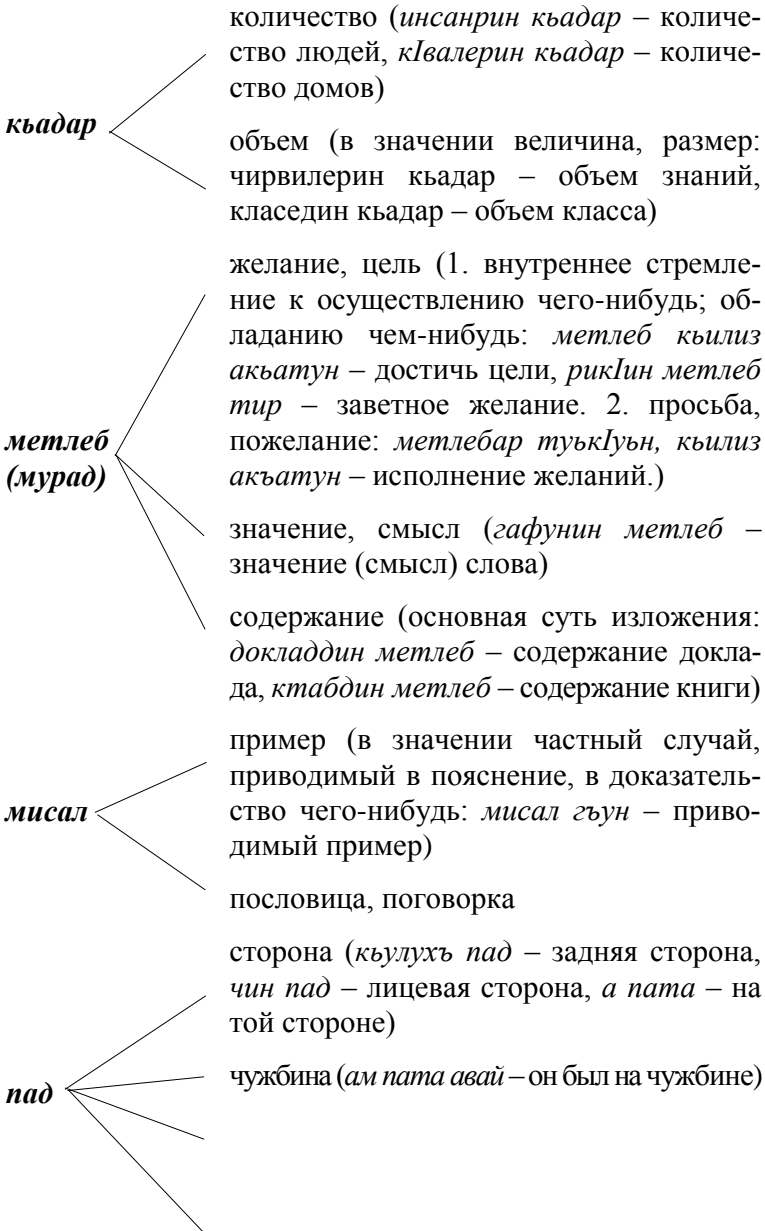 количество (инсанрин кьадар – количе-
ство людей, кIвалерин кьадар – количе-
ство домов)
кьадар
объем (в значении величина, размер:
чирвилерин кьадар – объем знаний,
класедин кьадар – объем класса)
желание, цель (1. внутреннее стремле-
ние к осуществлению чего-нибудь; об-
ладанию чем-нибудь: метлеб кьилиз
акьатун – достичь цели, рикIин метлеб
тир – заветное желание. 2. просьба,
пожелание: метлебар туькIуьн, кьилиз
акъатун – исполнение желаний.)
метлеб
(мурад)
значение, смысл (гафунин метлеб –
значение (смысл) слова)
содержание (основная суть изложения:
докладдин метлеб – содержание докла-
да, ктабдин метлеб – содержание книги)
пример (в значении частный случай,
приводимый в пояснение, в доказатель-
ство чего-нибудь: мисал гъун – приво-
димый пример)
мисал
пословица, поговорка
сторона (кьулухъ пад – задняя сторона,
чин пад – лицевая сторона, а пата – на
той стороне)
чужбина (ам пата авай – он был на чужбине)
пад